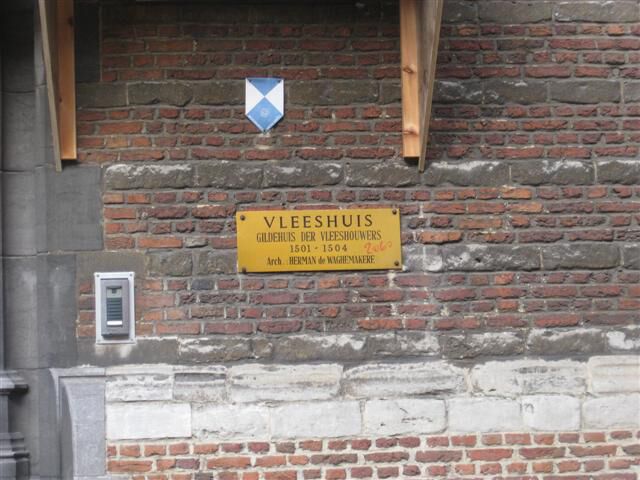 VLEESHUIS
GILDEHUIS DER VLEESHOUWERS
1501 - 1504
Arch.: HERMAN de WAGHEMAKERE